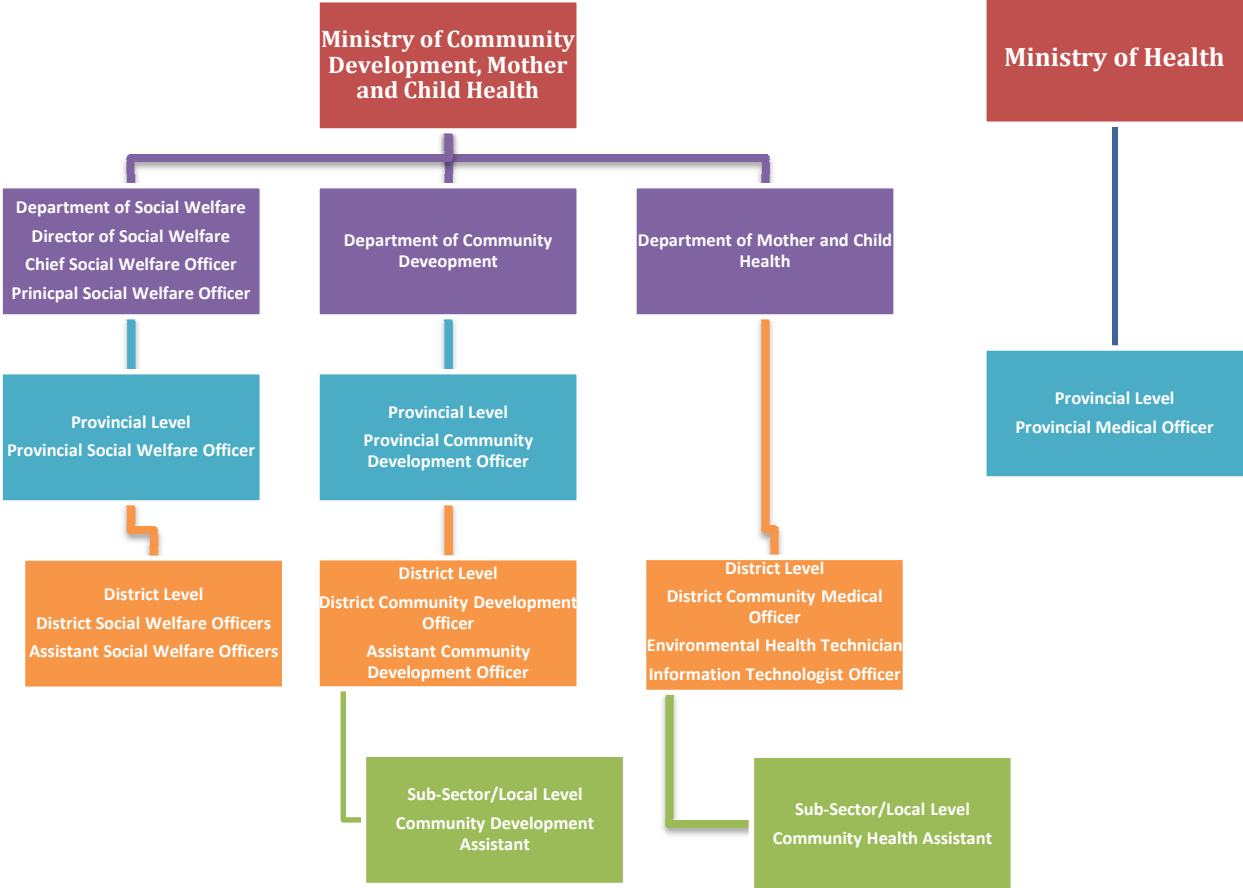 Ministry of Community
Development, Mother
and Child Health
Ministry of Health
Department of Social Welfare
Director of Social Welfare
Chief Social Welfare Officer
Prinicpal Social Welfare Officer
Department of Community
Deveopment
Department of Mother and Child
Health
Provincial Level
Provincial Social Welfare Officer
Provincial Level
Provincial Community
Development Officer
Provincial Level
Provincial Medical Officer
District Level
District Social Welfare Officers
Assistant Social Welfare Officers
District Level
District Community Development
Officer
Assistant Community
Development Officer
District Level
District Community Medical
Officer
Environmental Health Technician
Information Technologist Officer
Sub-Sector/Local Level
Community Development
Assistant
Sub-Sector/Local Level
Community Health Assistant